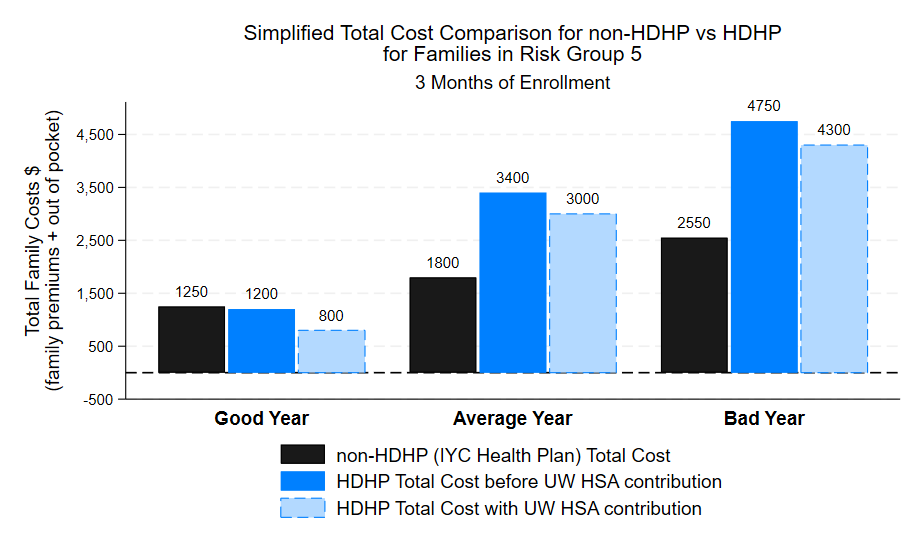 Simplified Total Cost Comparison for non-HDHP vs HDHP
for Families in Risk Group 5
3 Months of Enrollment
Total Family Costs $
(family premiums + out of pocket)
4,500
3,500
2,500
1,500
500
-500
1250
1200
800
1800
3400
3000
2550
4750
4300
Good Year
Average Year
Bad Year
non-HDHP (IYC Health Plan) Total Cost
HDHP Total Cost before UW HSA contribution
HDHP Total Cost with UW HSA contribution